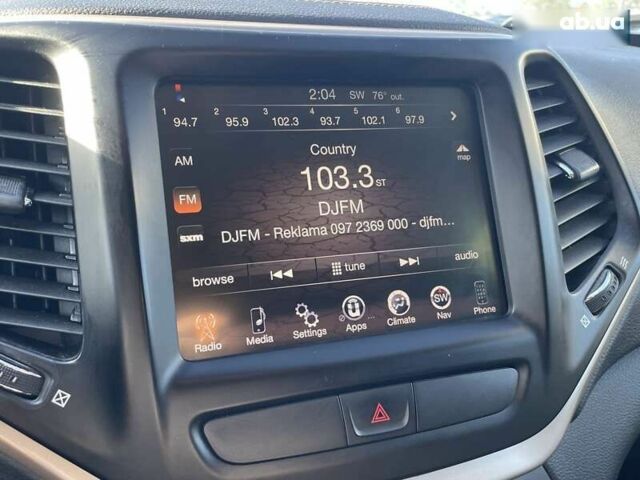 ab.ua
2:04 SW 76° out.
1 94.7 2 95.9 3 102.3 4 93.7 5 102.1 6 97.9
AM
Country
map
FM
103.3 ST
DJFM
sxm
DJFM - Reklama 097 2369 000 - djfm...
browse
tune
audio
Radio
Media
Settings
Apps
Climate
SW
Nav
Phone